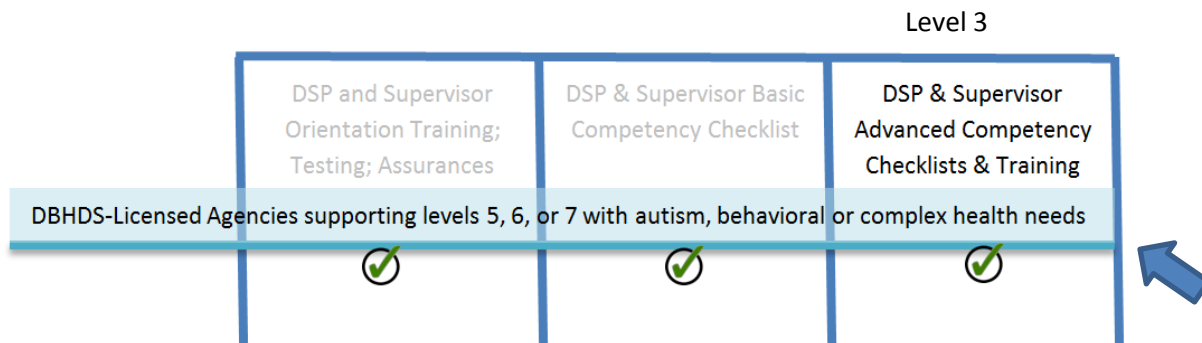 Level 3
DSP and Supervisor
Orientation Training;
Testing; Assurances
DSP & Supervisor Basic
Competency Checklist
DSP & Supervisor
Advanced Competency
Checklists & Training
DBHDS-Licensed Agencies supporting levels 5, 6, or 7 with autism, behavioral or complex health needs